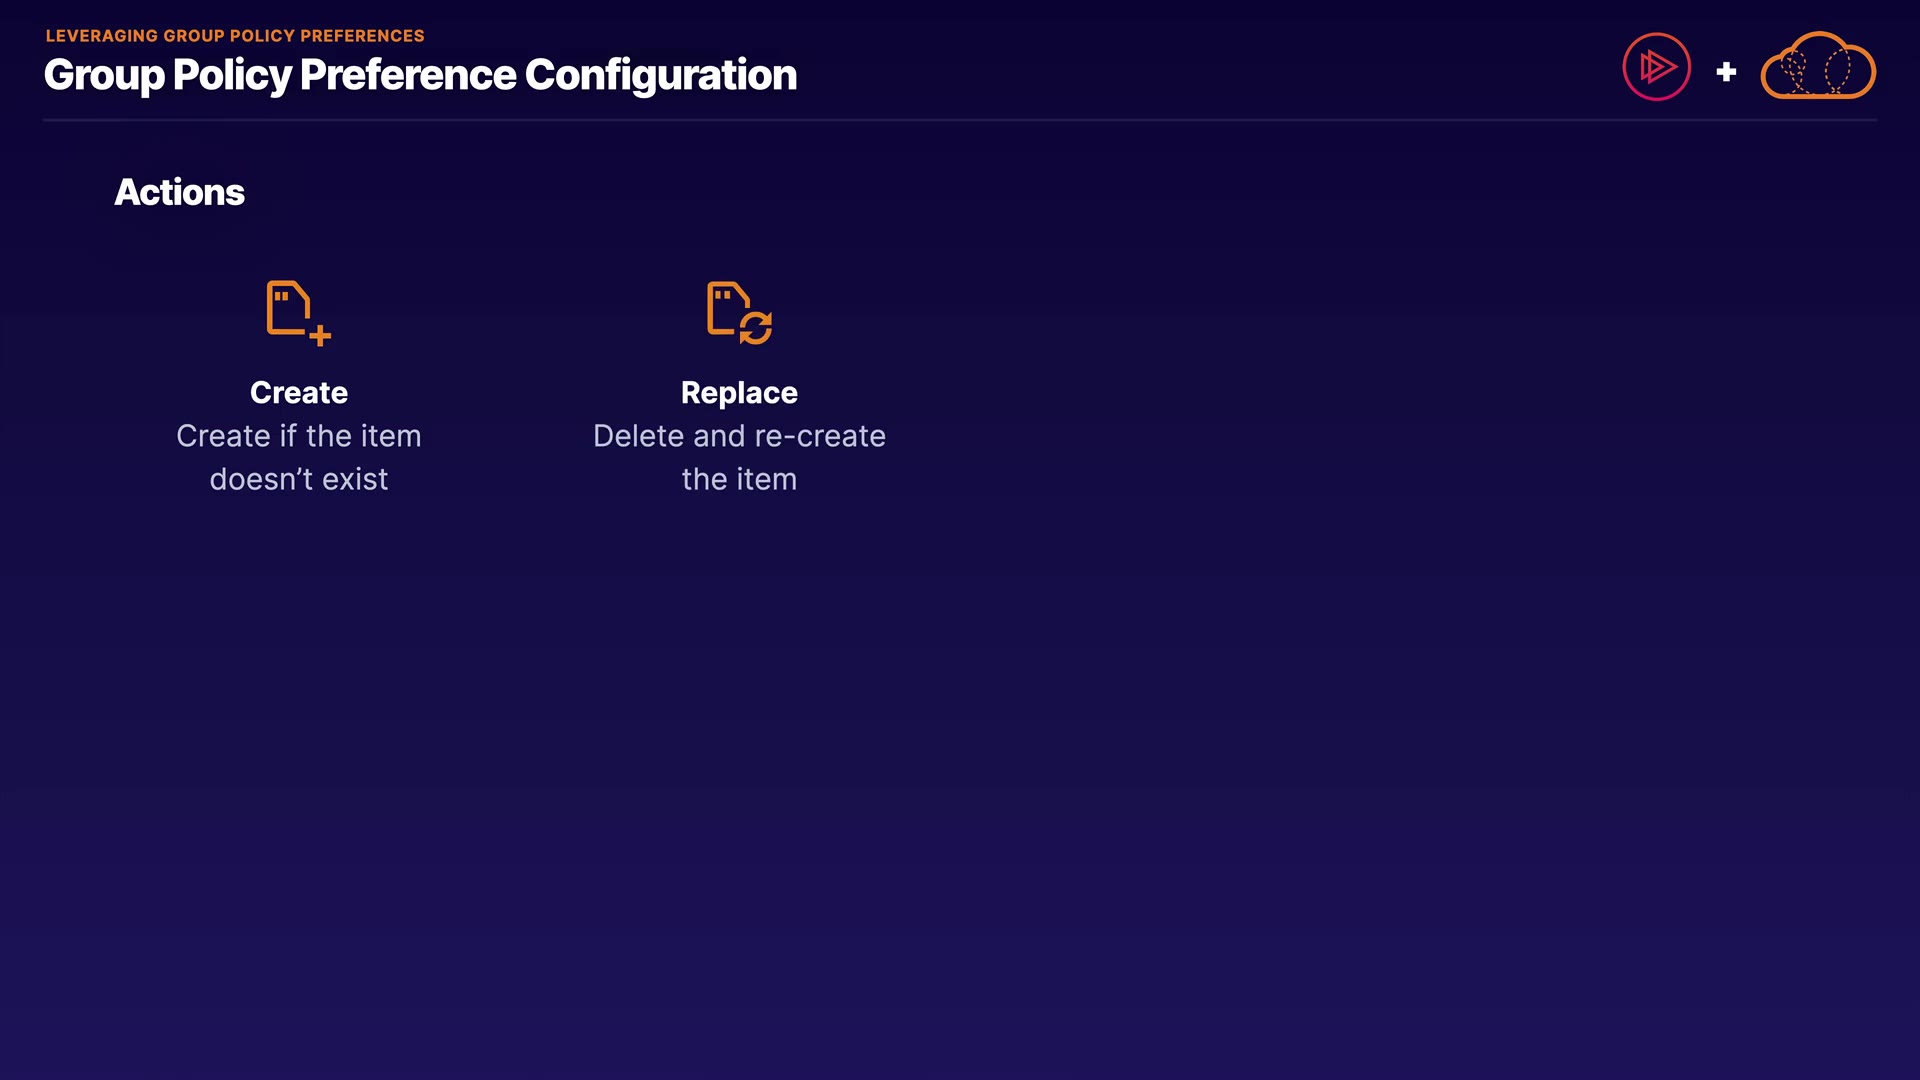 LEVERAGING GROUP POLICY PREFERENCES
Group Policy Preference Configuration
Actions
Create
Create if the item
doesn’t exist
Replace
Delete and re-create
the item